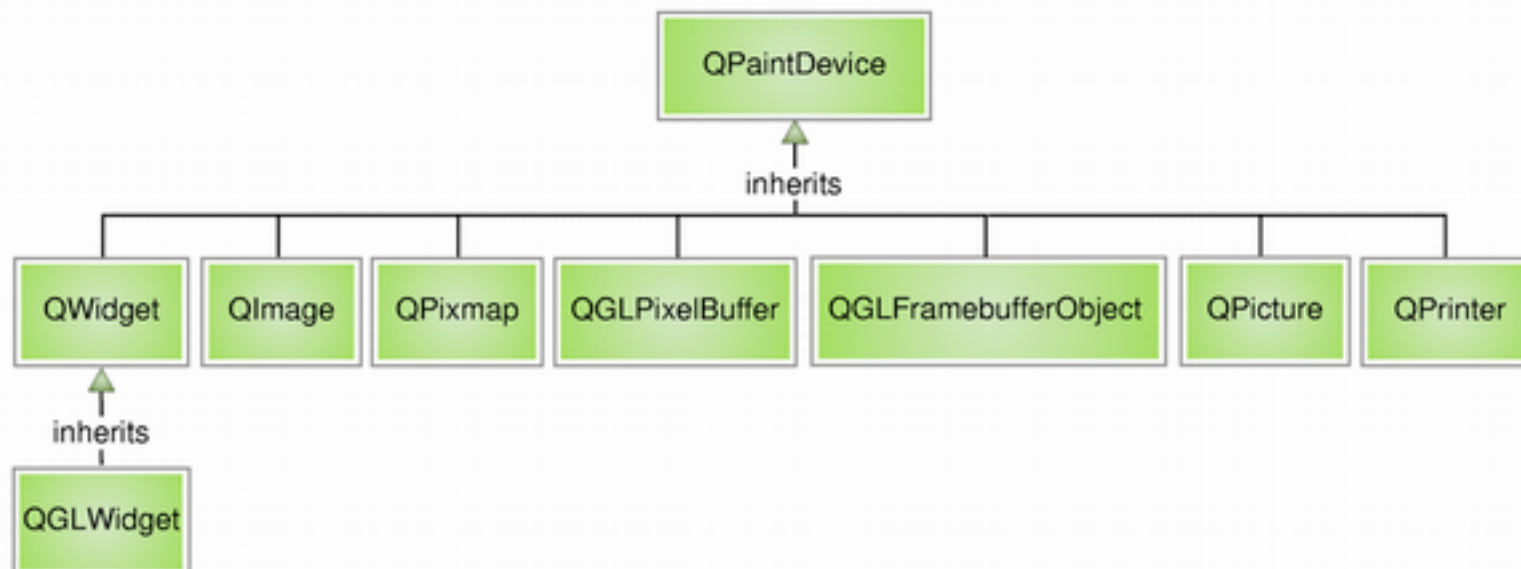 QPaintDevice
inherits
QWidget
QImage
QPixmap
QGLPixelBuffer
QGLFramebufferObject
QPicture
QPrinter
inherits
QGLWidget